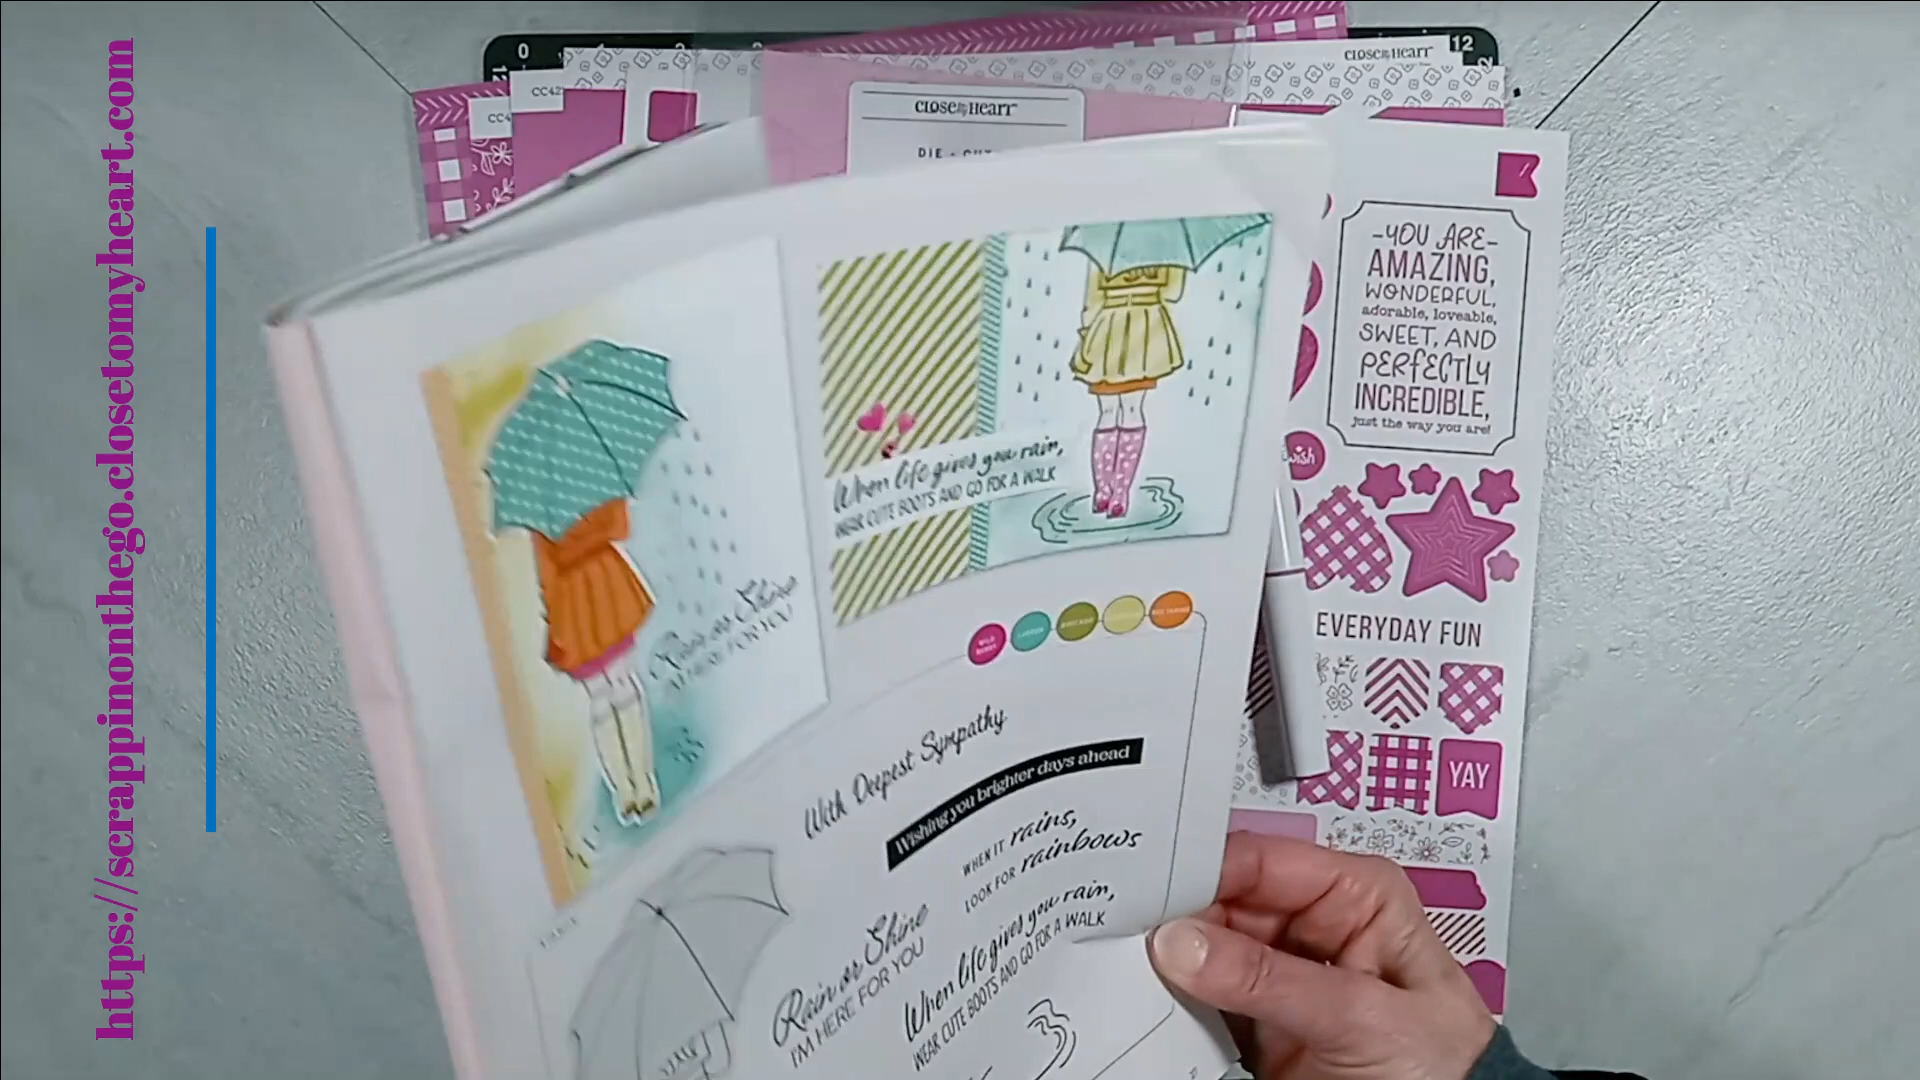 https://scrappinonthego.closetomyheart.com
0
12
CLOSE TO MY HEART
CLOSE TO MY HEART
-YOU ARE-
AMAZING,
WONDERFUL,
adorable, loveable,
SWEET, AND
PERFECTLY
INCREDIBLE,
just the way you are!
wish
EVERYDAY FUN
YAY
When life gives you rain,
WEAR CUTE BOOTS AND GO FOR A WALK
Rain or Shine
I'M HERE FOR YOU
WILD
BERRY
With Deepest Sympathy
Wishing you brighter days ahead
WHEN IT rains,
LOOK FOR rainbows
Rain or Shine
I'M HERE FOR YOU
When life gives you rain,
WEAR CUTE BOOTS AND GO FOR A WALK